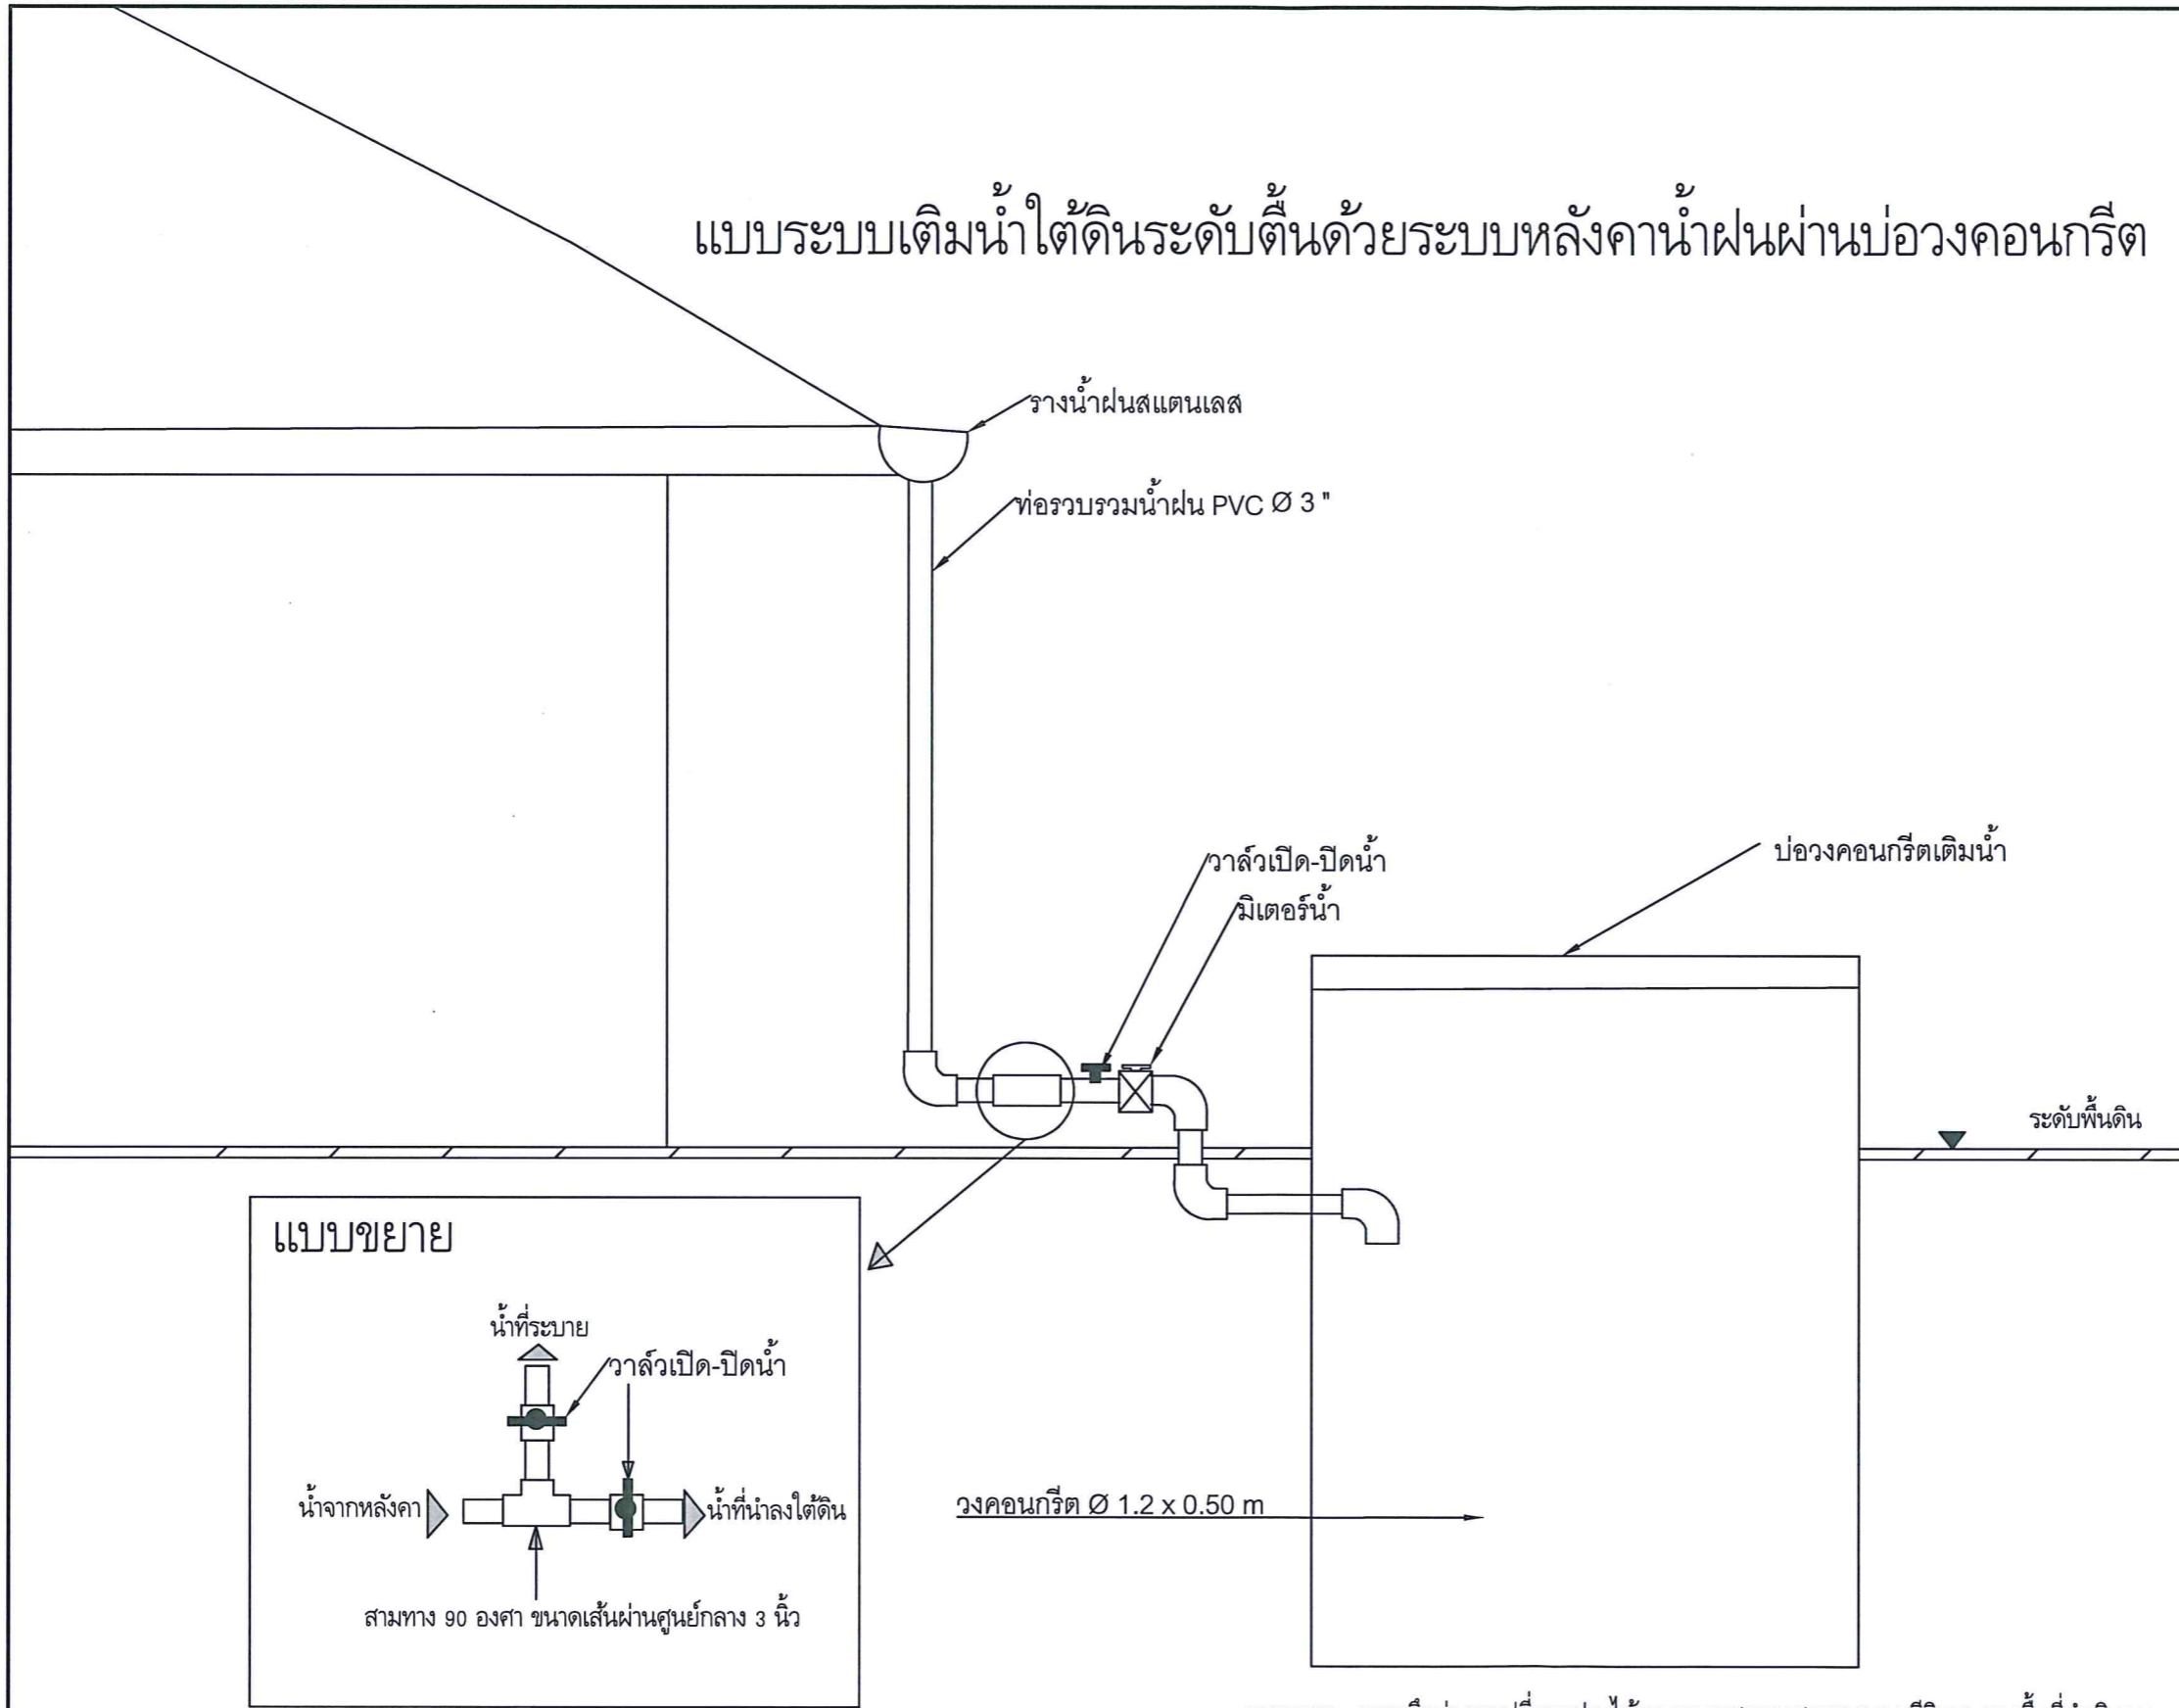 แบบระบบเติมน้ำใต้ดินระดับตื้นด้วยระบบหลังคาน้ำฝนผ่านบ่อวงคอนกรีต
รางน้ำฝนสแตนเลส
ท่อรวบรวมน้ำฝน PVC Ø 3 "
วาล์วเปิด-ปิดน้ำ
บ่อวงคอนกรีตเติมน้ำ
มิเตอร์น้ำ
ระดับพื้นดิน
แบบขยาย
น้ำที่ระบาย
วาล์วเปิด-ปิดน้ำ
น้ำจากหลังคา
น้ำที่นำลงใต้ดิน
วงคอนกรีต Ø 1.2 x 0.50 m
สามทาง 90 องศา ขนาดเส้นผ่านศูนย์กลาง 3 นิ้ว